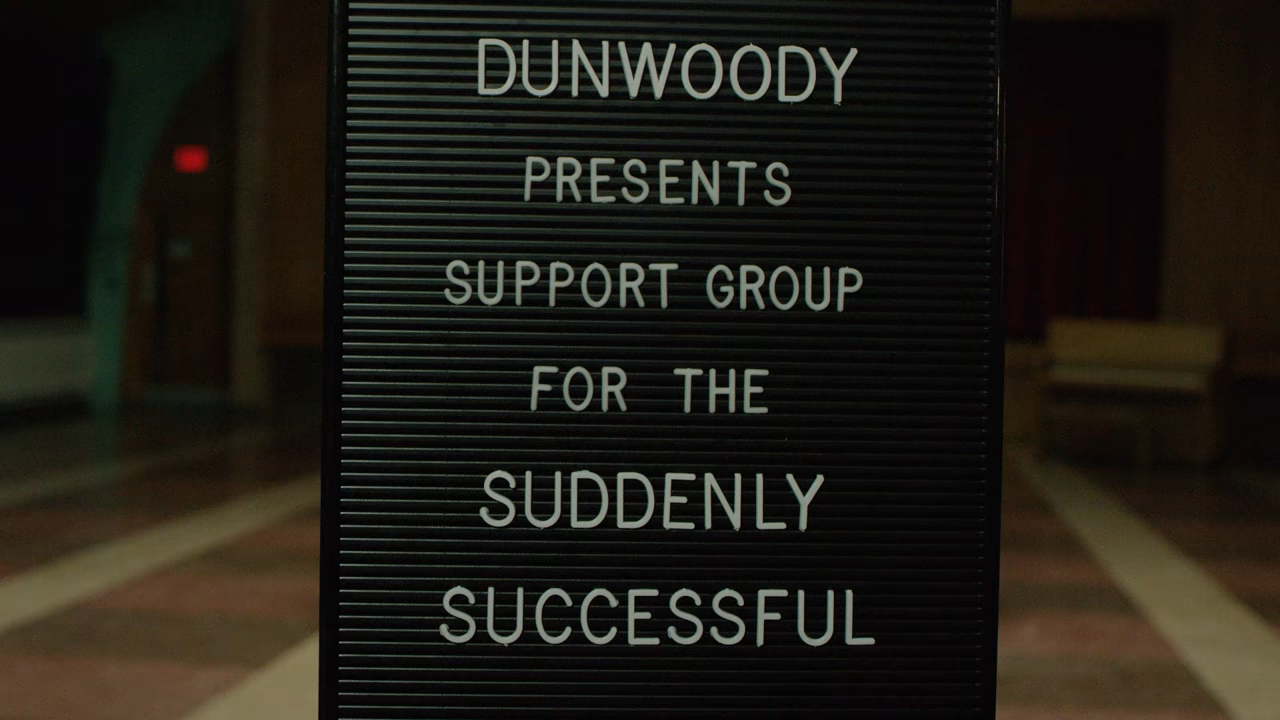 DUNWOODY
PRESENTS
SUPPORT GROUP
FOR THE
SUDDENLY
SUCCESSFUL